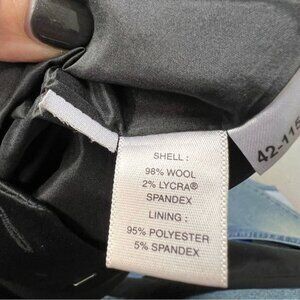 SHELL :
98% WOOL
2% LYCRA®
SPANDEX
LINING :
95% POLYESTER
5% SPANDEX